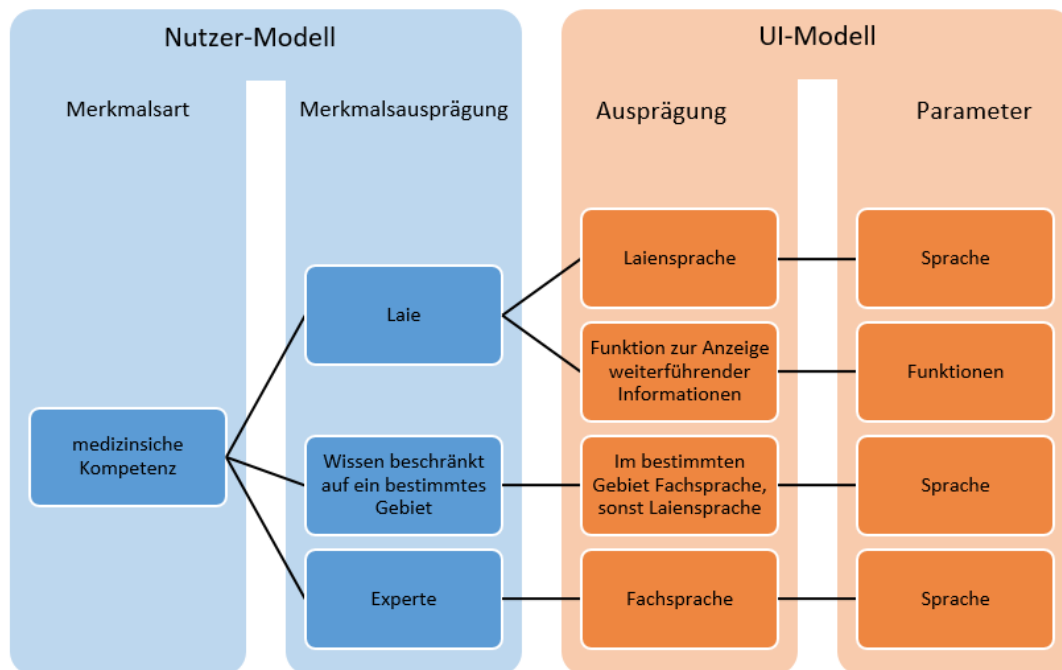 Nutzer-Modell
UI-Modell
Merkmalsart
Merkmalsausprägung
Ausprägung
Parameter
Laiensprache
Sprache
Laie
Funktion zur Anzeige
weiterführender
Informationen
Funktionen
medizinsiche
Kompetenz
Wissen beschränkt
auf ein bestimmtes
Gebiet
Im bestimmten
Gebiet Fachsprache,
sonst Laiensprache
Sprache
Experte
Fachsprache
Sprache